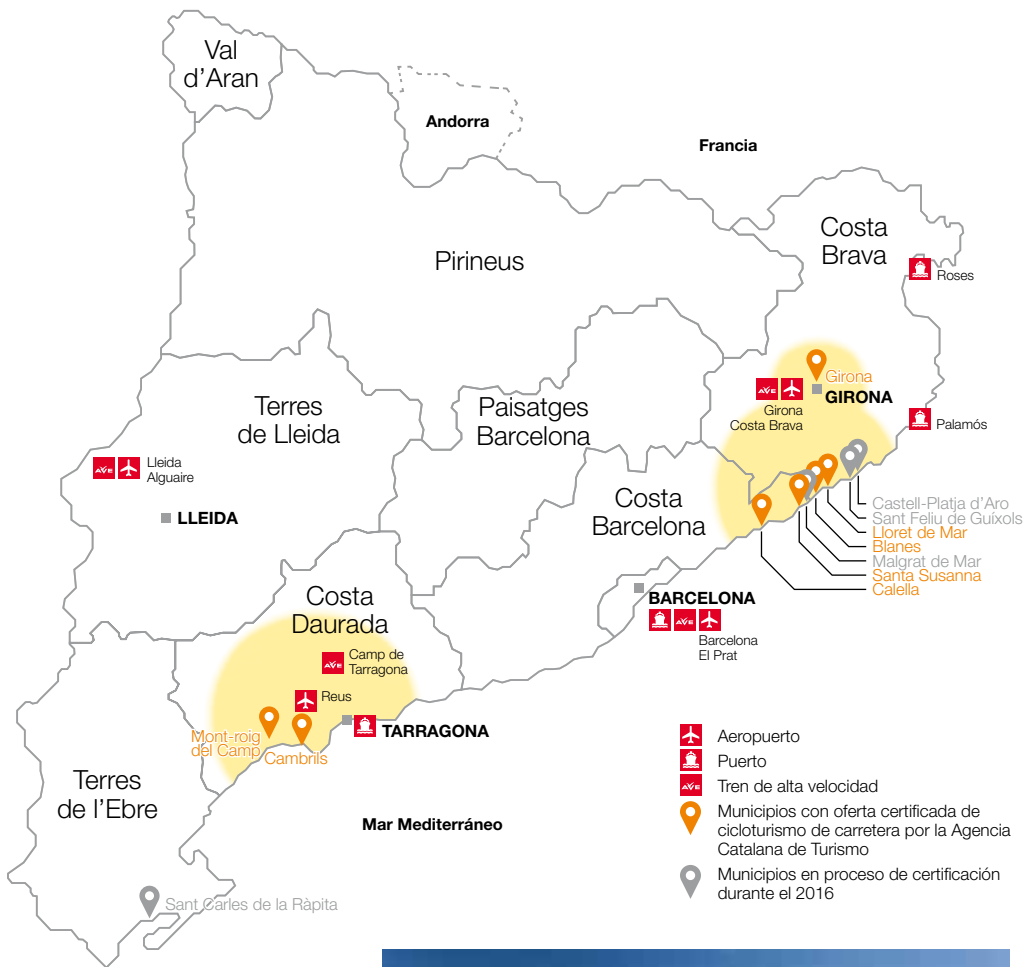 Val
d'Aran
Andorra
Francia
Costa
Brava
Pirineus
Roses
Girona
GIRONA
AVE
Girona
Costa Brava
Palamós
Terres
de Lleida
Paisatges
Barcelona
AVE
Lleida
Alguaire
LLEIDA
Costa
Barcelona
Castell-Platja d'Aro
Sant Feliu de Guíxols
Lloret de Mar
Blanes
Malgrat de Mar
Santa Susanna
Calella
BARCELONA
AVE
Barcelona
El Prat
Costa
Daurada
AVE
Camp de
Tarragona
Reus
TARRAGONA
Mont-roig
del Camp
Cambrils
Terres
de l'Ebre
Mar Mediterráneo
Sant Carles de la Ràpita
Aeropuerto
Puerto
AVE
Tren de alta velocidad
Municipios con oferta certificada de
cicloturismo de carretera por la Agencia
Catalana de Turismo
Municipios en proceso de certificación
durante el 2016